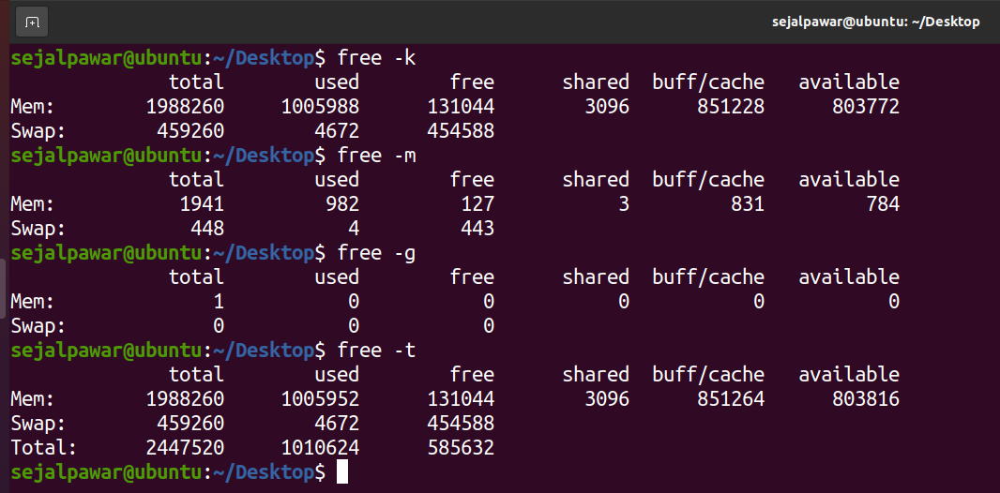 sejalpawar@ubuntu: ~/Desktop
sejalpawar@ubuntu:~/Desktop$ free -k
total used free shared buff/cache available
Mem: 1988260 1005988 131044 3096 851228 803772
Swap: 459260 4672 454588
sejalpawar@ubuntu:~/Desktop$ free -m
total used free shared buff/cache available
Mem: 1941 982 127 3 831 784
Swap: 448 4 443
sejalpawar@ubuntu:~/Desktop$ free -g
total used free shared buff/cache available
Mem: 1 0 0 0 0 0
Swap: 0 0 0
sejalpawar@ubuntu:~/Desktop$ free -t
total used free shared buff/cache available
Mem: 1988260 1005952 131044 3096 851264 803816
Swap: 459260 4672 454588
Total: 2447520 1010624 585632
sejalpawar@ubuntu:~/Desktop$